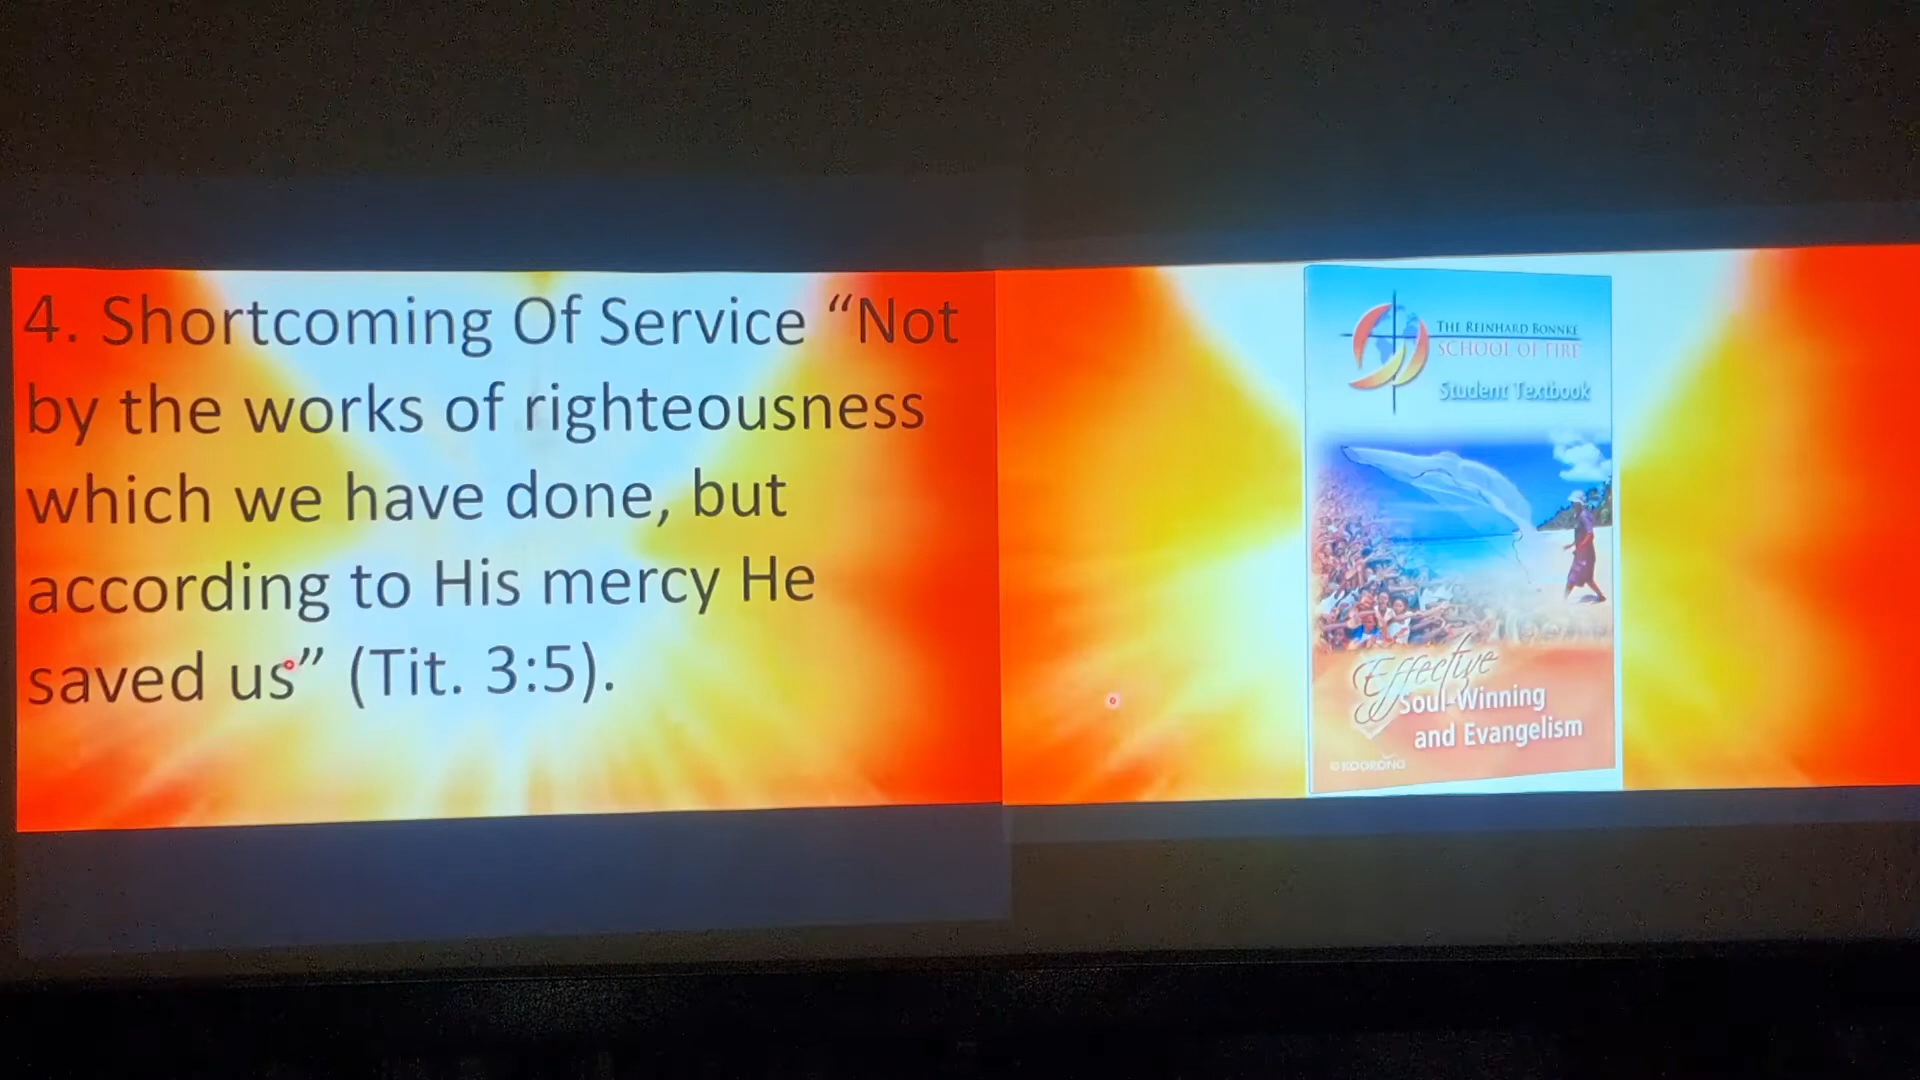 4. Shortcoming Of Service “Not
by the works of righteousness
which we have done, but
according to His mercy He
saved us” (Tit. 3:5).
THE REINHARD BONNKE
SCHOOL OF FIRE
Student Textbook
Effective
Soul-Winning
and Evangelism
© KOORONG